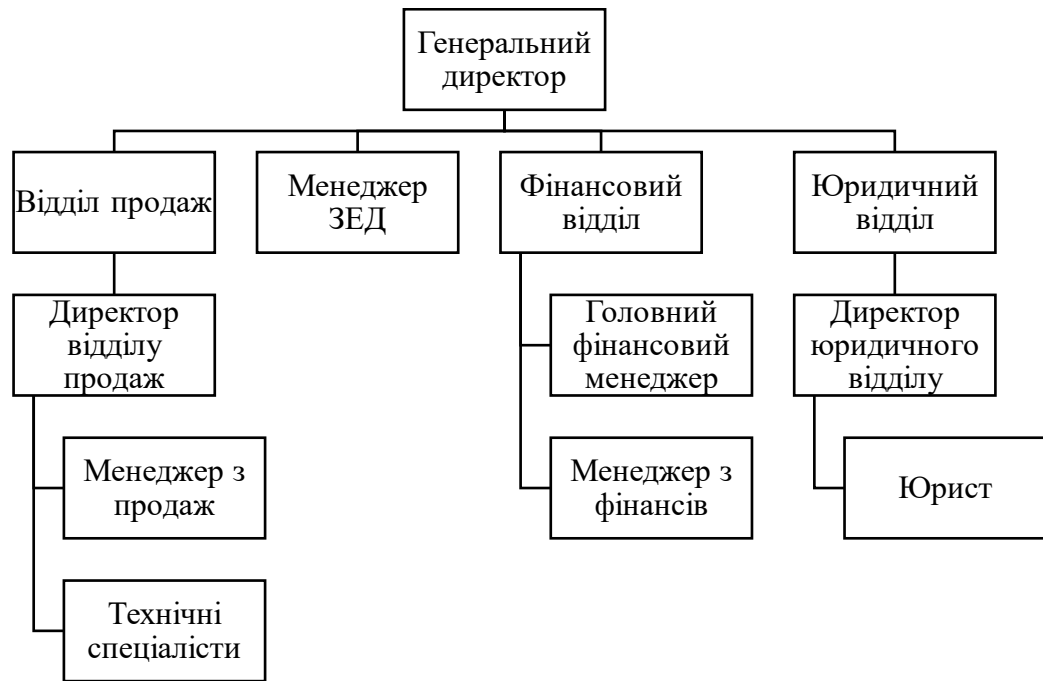 Генеральний
директор
Відділ продаж
Менеджер
ЗЕД
Фінансовий
відділ
Юридичний
відділ
Директор
відділу
продаж
Головний
фінансовий
менеджер
Директор
юридичного
відділу
Менеджер з
продаж
Менеджер з
фінансів
Юрист
Технічні
спеціалісти